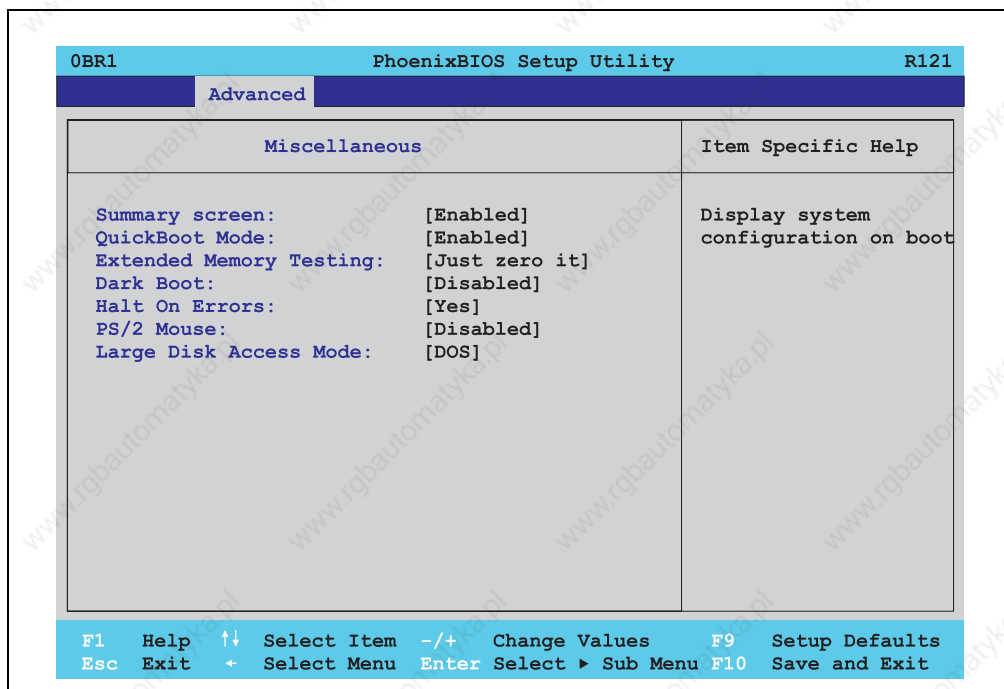 0BR1 PhoenixBIOS Setup Utility R121
Advanced
Miscellaneous
Item Specific Help
Summary screen: [Enabled]
QuickBoot Mode: [Enabled]
Extended Memory Testing: [Just zero it]
Dark Boot: [Disabled]
Halt On Errors: [Yes]
PS/2 Mouse: [Disabled]
Large Disk Access Mode: [DOS]
Display system
configuration on boot
F1 Help ↑↓ Select Item -/+ Change Values F9 Setup Defaults
Esc Exit ← Select Menu Enter Select ▶ Sub Menu F10 Save and Exit
www.rgbautomatyka.pl